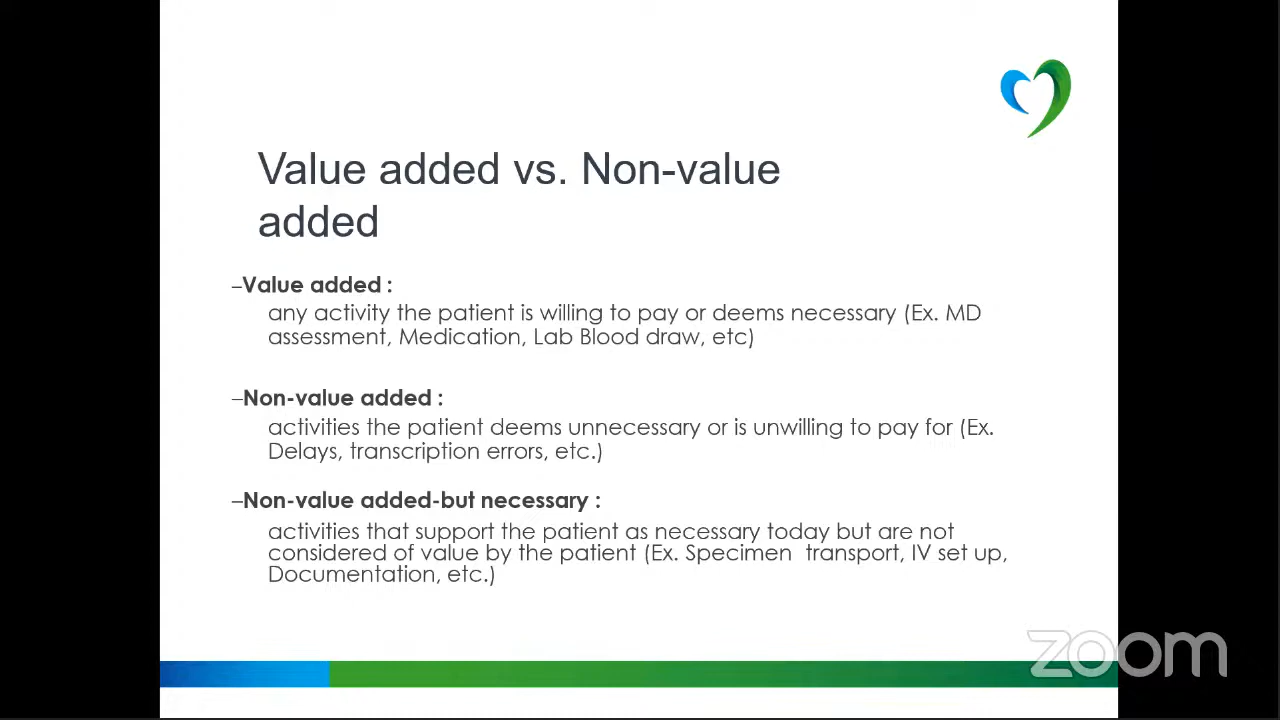 Value added vs. Non-value
added
–Value added :
any activity the patient is willing to pay or deems necessary (Ex. MD
assessment, Medication, Lab Blood draw, etc)
–Non-value added :
activities the patient deems unnecessary or is unwilling to pay for (Ex.
Delays, transcription errors, etc.)
–Non-value added-but necessary :
activities that support the patient as necessary today but are not
considered of value by the patient (Ex. Specimen  transport, IV set up,
Documentation, etc.)
zoom